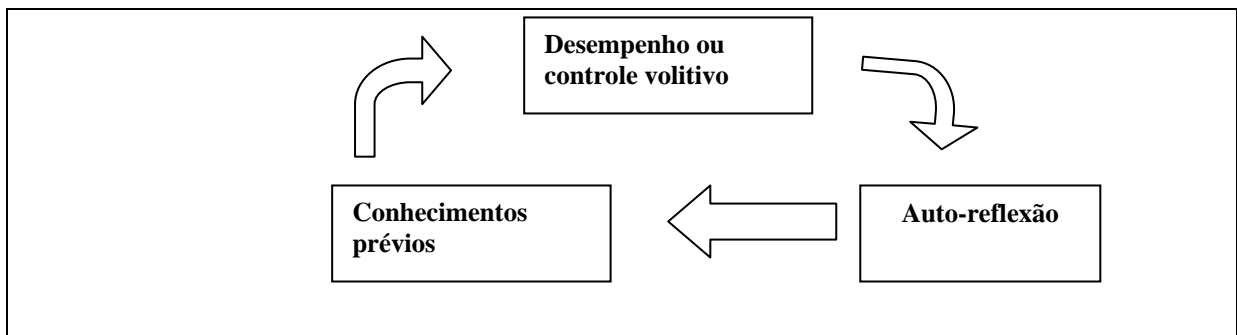 Desempenho ou
controle volitivo
Conhecimentos
prévios
Auto-reflexão